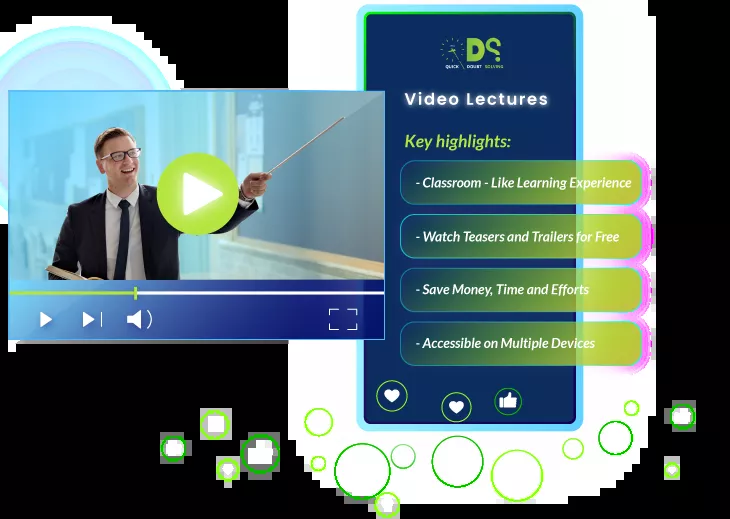 DS
QUICK DOUBT SOLVING
Video Lectures
Key highlights:
- Classroom - Like Learning Experience
- Watch Teasers and Trailers for Free
- Save Money, Time and Efforts
- Accessible on Multiple Devices